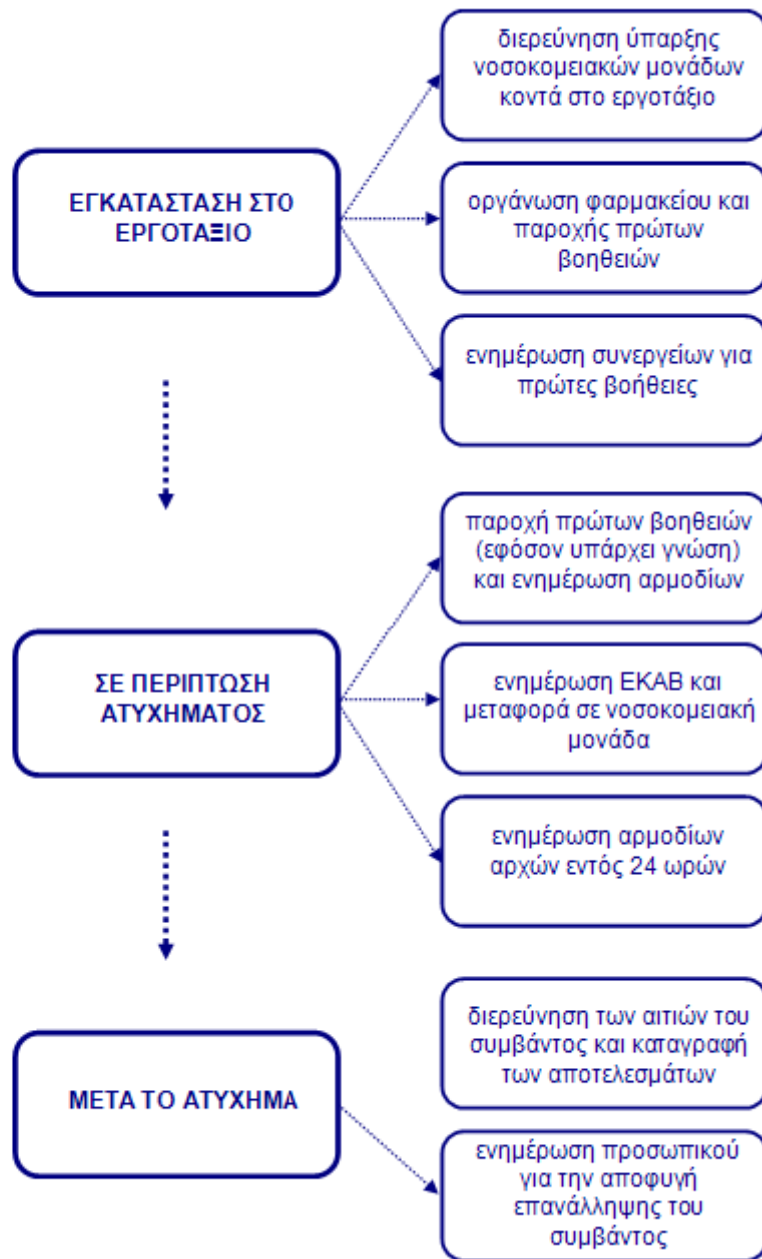 διερεύνηση ύπαρξης
νοσοκομειακών μονάδων
κοντά στο εργοτάξιο
ΕΓΚΑΤΑΣΤΑΣΗ ΣΤΟ
ΕΡΓΟΤΑΞΙΟ
οργάνωση φαρμακείου και
παροχής πρώτων
βοηθειών
ενημέρωση συνεργείων για
πρώτες βοήθειες
παροχή πρώτων βοηθειών
(εφόσον υπάρχει γνώση)
και ενημέρωση αρμοδίων
ΣΕ ΠΕΡΙΠΤΩΣΗ
ΑΤΥΧΗΜΑΤΟΣ
ενημέρωση ΕΚΑΒ και
μεταφορά σε νοσοκομειακή
μονάδα
ενημέρωση αρμοδίων
αρχών εντός 24 ωρών
διερεύνηση των αιτιών του
συμβάντος και καταγραφή
των αποτελεσμάτων
ΜΕΤΑ ΤΟ ΑΤΥΧΗΜΑ
ενημέρωση προσωπικού
για την αποφυγή
επανάλληψης του
συμβάντος